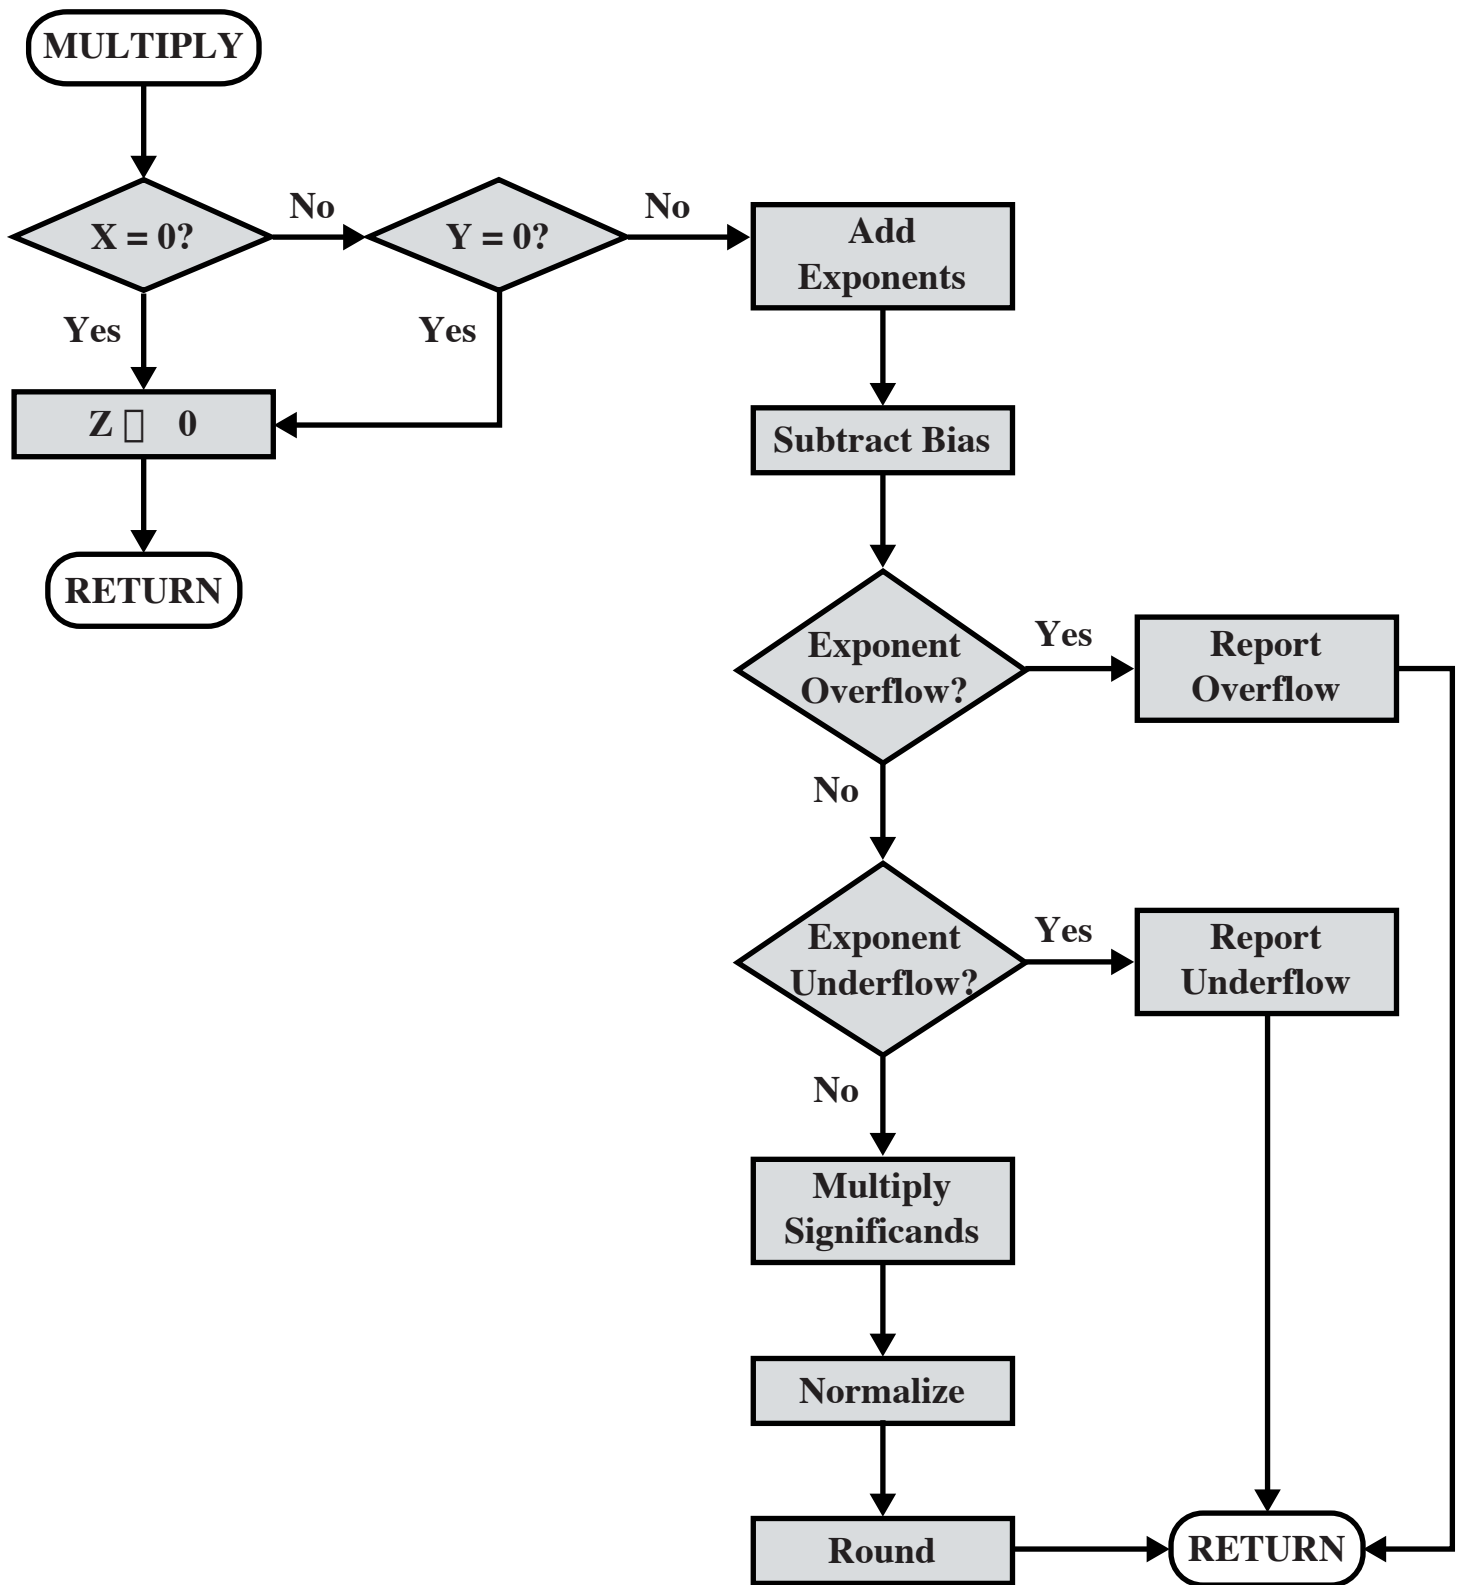 MULTIPLY
X = 0?
No
Y = 0?
No
Add
Exponents
Yes
Yes
Z □ 0
Subtract Bias
RETURN
Exponent
Overflow?
Yes
Report
Overflow
No
Exponent
Underflow?
Yes
Report
Underflow
No
Multiply
Significands
Normalize
Round
RETURN